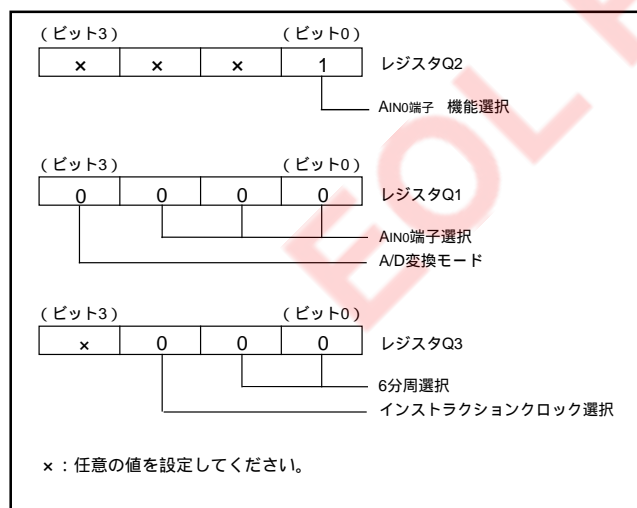 （ビット3） （ビット0）
× × × 1 レジスタQ2
AIN0端子 機能選択
（ビット3） （ビット0）
0 0 0 0 レジスタQ1
AIN0端子選択
A/D変換モード
（ビット3） （ビット0）
× 0 0 0 レジスタQ3
6分周選択
インストラクションクロック選択
×：任意の値を設定してください。
EOL